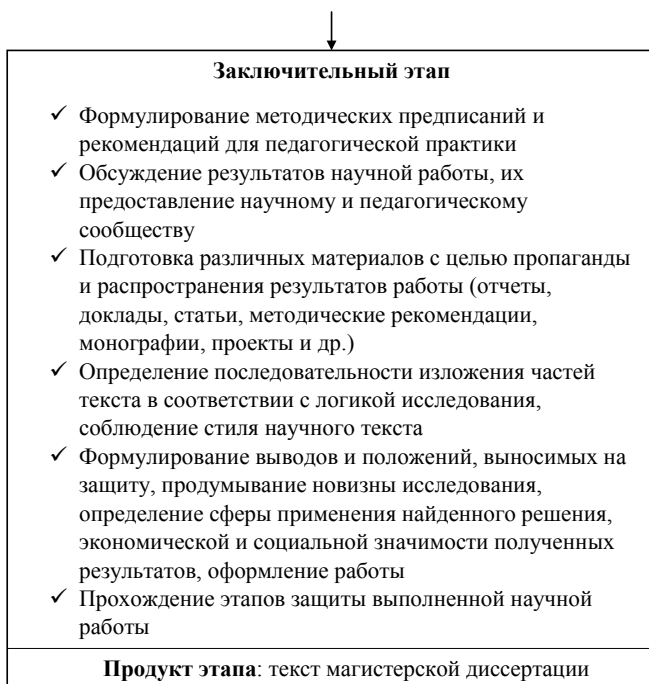 Заключительный этап
✓ Формулирование методических предписаний и
рекомендаций для педагогической практики
✓ Обсуждение результатов научной работы, их
предоставление научному и педагогическому
сообществу
✓ Подготовка различных материалов с целью пропаганды
и распространения результатов работы (отчеты,
доклады, статьи, методические рекомендации,
монографии, проекты и др.)
✓ Определение последовательности изложения частей
текста в соответствии с логикой исследования,
соблюдение стиля научного текста
✓ Формулирование выводов и положений, выносимых на
защиту, продумывание новизны исследования,
определение сферы применения найденного решения,
экономической и социальной значимости полученных
результатов, оформление работы
✓ Прохождение этапов защиты выполненной научной
работы
Продукт этапа: текст магистерской диссертации